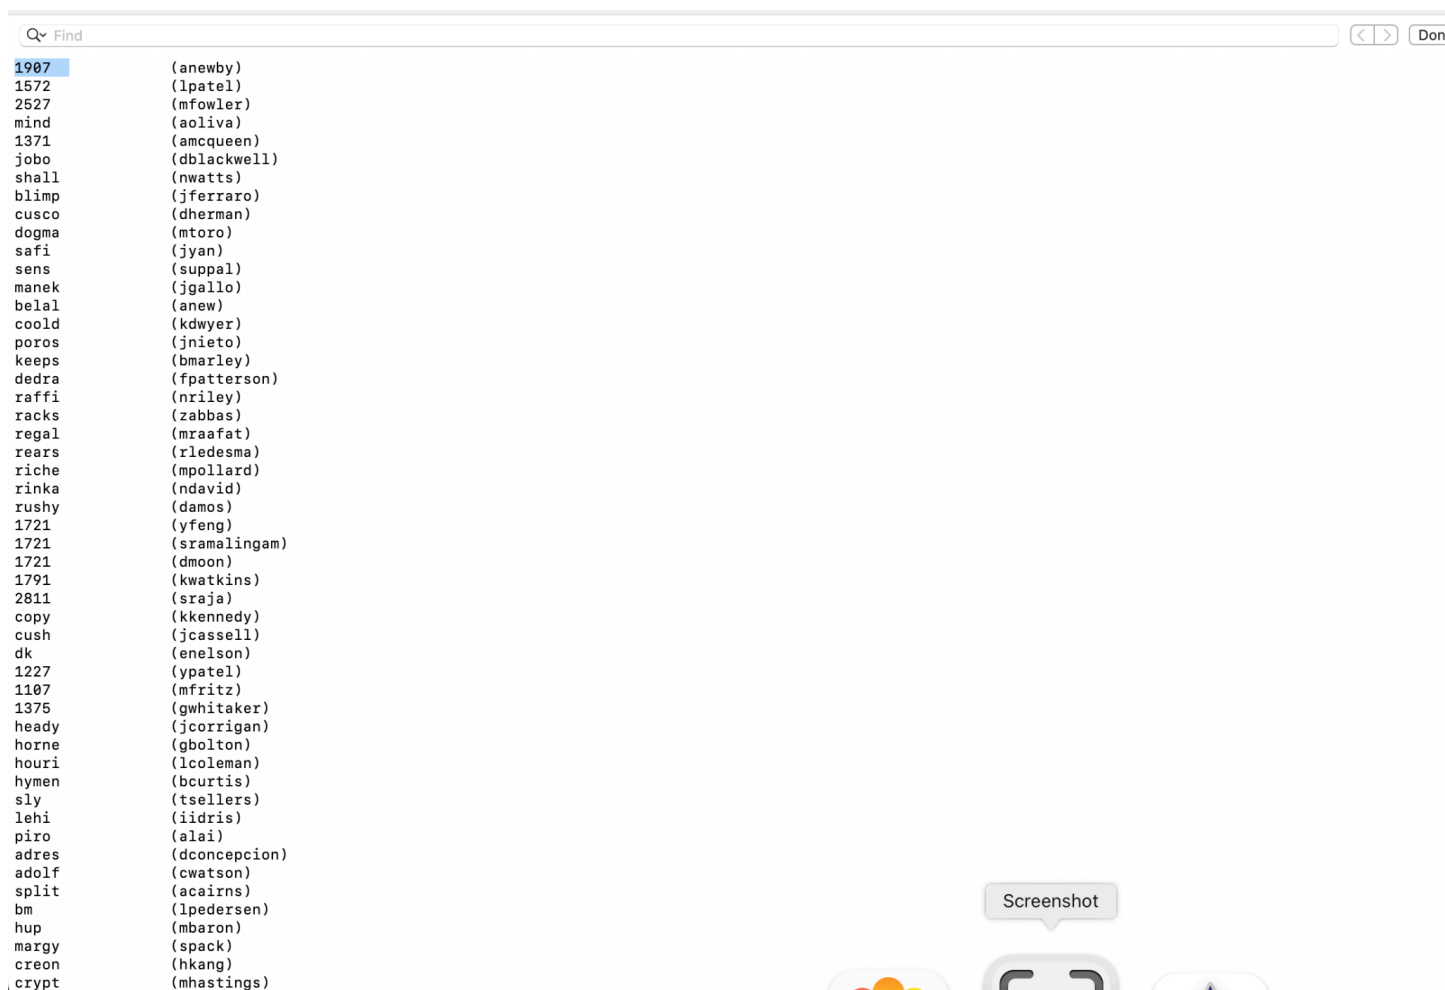 Find
Don
1907 (anewby)
1572 (lpatel)
2527 (mfowler)
mind (aoliva)
1371 (amcqueen)
jobo (dblackwell)
shall (nwatts)
blimp (jferraro)
cusco (dherman)
dogma (mtoro)
safi (jyan)
sens (suppal)
manek (jgallo)
belal (anew)
coold (kdwyer)
poros (jnieto)
keeps (bmarley)
dedra (fpatterson)
raffi (nriley)
racks (zabbas)
regal (mraafat)
rears (rledesma)
riche (mpollard)
rinka (ndavid)
rushy (damos)
1721 (yfeng)
1721 (sramalingam)
1721 (dmoon)
1791 (kwatkins)
2811 (sraja)
copy (kkennedy)
cush (jcassell)
dk (enelson)
1227 (ypatel)
1107 (mfritz)
1375 (gwhitaker)
heady (jcorrigan)
horne (gbolton)
houri (lcoleman)
hymen (bcurtis)
sly (tsellers)
lehi (iidris)
piro (alai)
adres (dconcepcion)
adolf (cwatson)
split (acairns)
bm (lpedersen)
hup (mbaron)
margy (spack)
creon (hkang)
crypt (mhastings)
Screenshot